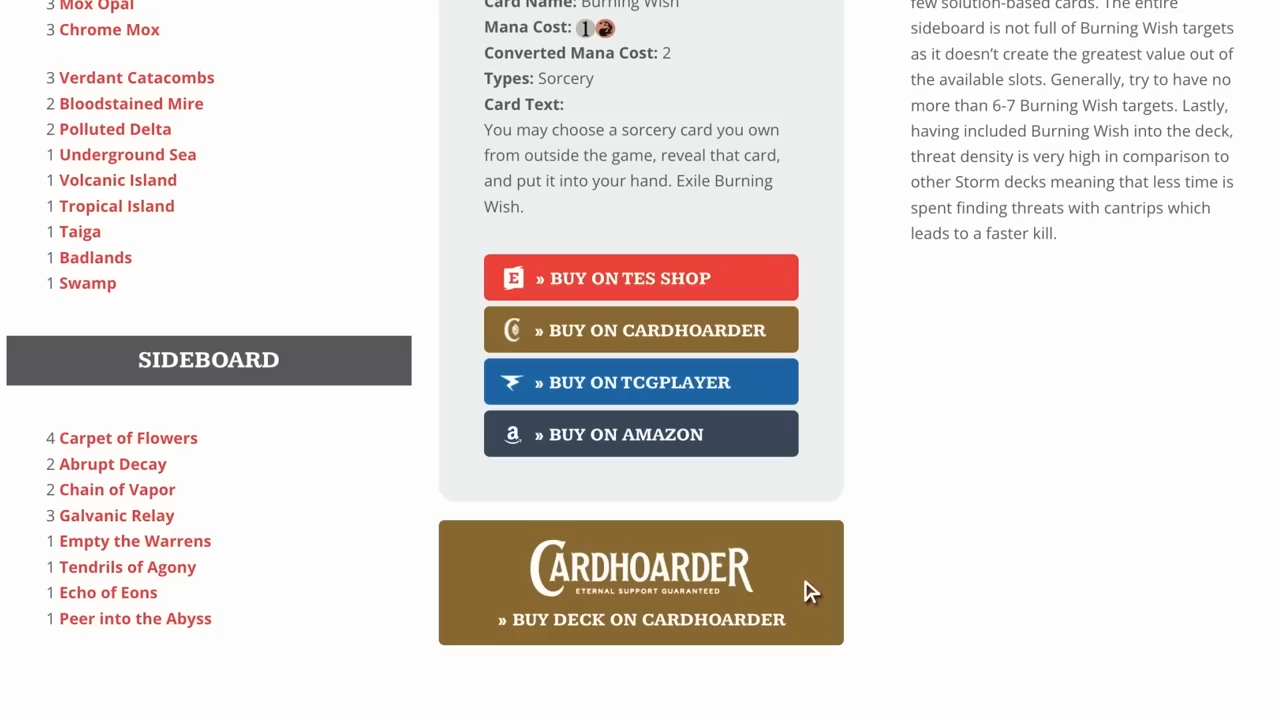 3 Mox Opal
3 Chrome Mox
3 Verdant Catacombs
2 Bloodstained Mire
2 Polluted Delta
1 Underground Sea
1 Volcanic Island
1 Tropical Island
1 Taiga
1 Badlands
1 Swamp
SIDEBOARD
4 Carpet of Flowers
2 Abrupt Decay
2 Chain of Vapor
3 Galvanic Relay
1 Empty the Warrens
1 Tendrils of Agony
1 Echo of Eons
1 Peer into the Abyss
Card Name: Burning Wish
Mana Cost: 1
Converted Mana Cost: 2
Types: Sorcery
Card Text:
You may choose a sorcery card you own
from outside the game, reveal that card,
and put it into your hand. Exile Burning
Wish.
E » BUY ON TES SHOP
C » BUY ON CARDHOARDER
» BUY ON TCGPLAYER
a » BUY ON AMAZON
CARDHOARDER
ETERNAL SUPPORT GUARANTEED
» BUY DECK ON CARDHOARDER
few solution-based cards. The entire
sideboard is not full of Burning Wish targets
as it doesn’t create the greatest value out of
the available slots. Generally, try to have no
more than 6-7 Burning Wish targets. Lastly,
having included Burning Wish into the deck,
threat density is very high in comparison to
other Storm decks meaning that less time is
spent finding threats with cantrips which
leads to a faster kill.